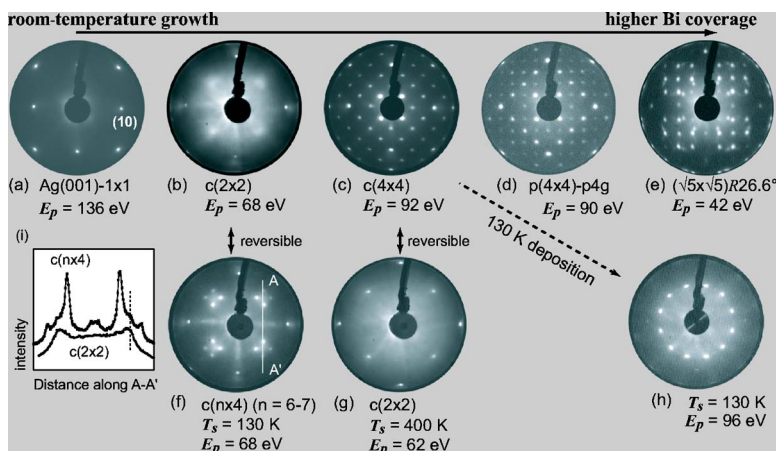 room-temperature growth
higher Bi coverage
(10)
(a) Ag(001)-1x1
Ep = 136 eV
(b) c(2x2)
Ep = 68 eV
(c) c(4x4)
Ep = 92 eV
(d) p(4x4)-p4g
Ep = 90 eV
(e) (√5x√5)R26.6°
Ep = 42 eV
reversible
reversible
130 K deposition
(i)
c(nx4)
c(2x2)
intensity
Distance along A-A'
A
A'
(f) c(nx4) (n = 6-7)
Ts = 130 K
Ep = 68 eV
(g) c(2x2)
Ts = 400 K
Ep = 62 eV
(h) Ts = 130 K
Ep = 96 eV